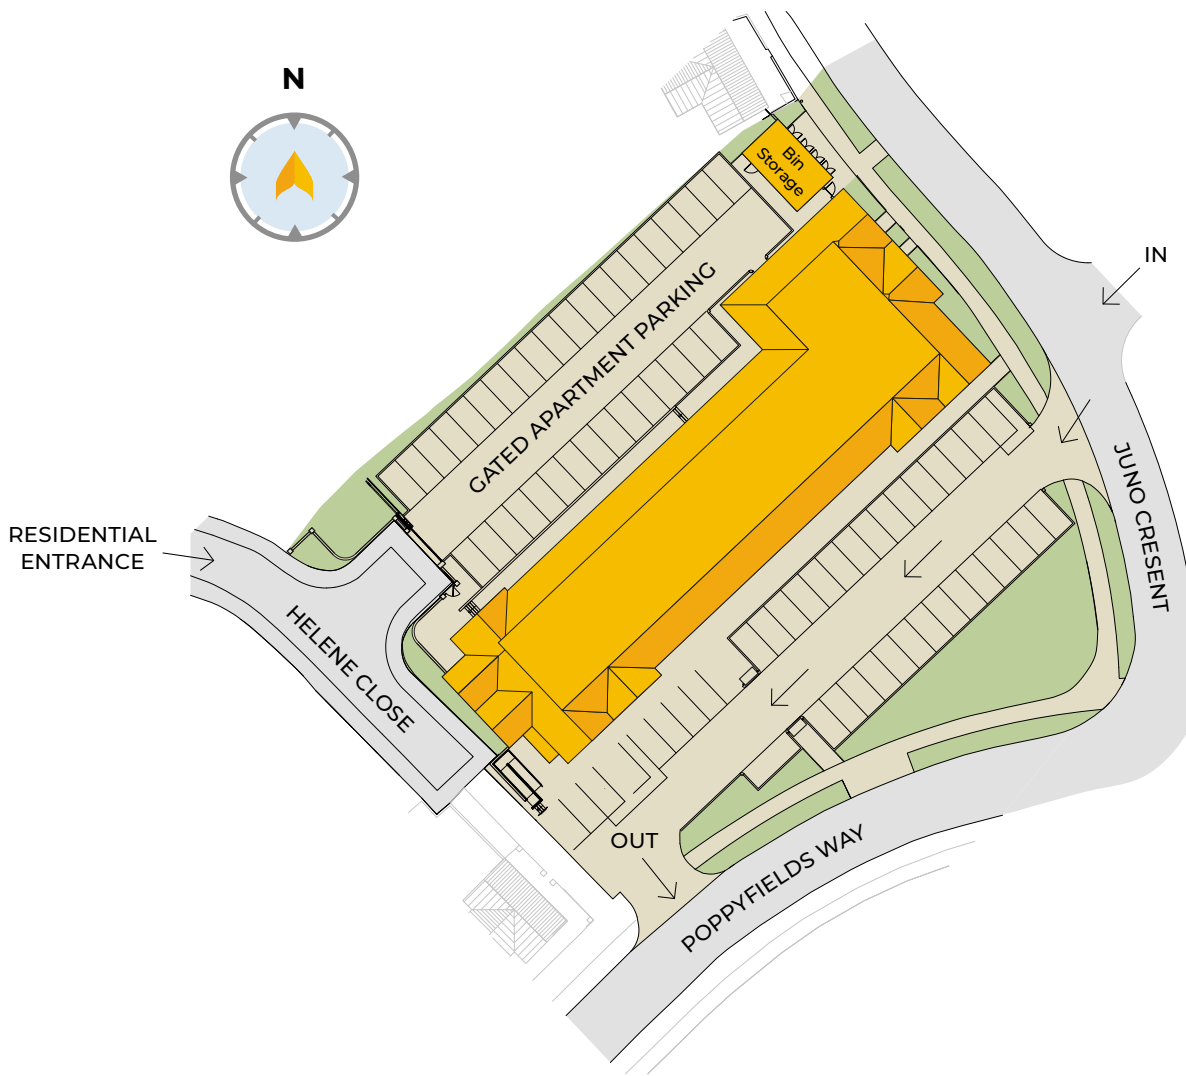 N
Bin
Storage
IN
GATED APARTMENT PARKING
JUNO CRESENT
RESIDENTIAL
ENTRANCE
HELENE CLOSE
OUT
POPPYFIELDS WAY